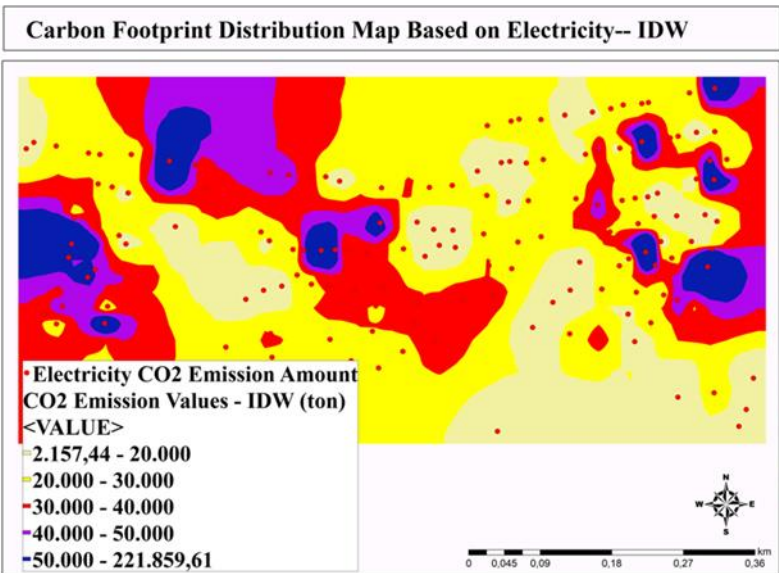 Carbon Footprint Distribution Map Based on Electricity-- IDW
Electricity CO2 Emission Amount
CO2 Emission Values - IDW (ton)
<VALUE>
2.157,44 - 20.000
20.000 - 30.000
30.000 - 40.000
40.000 - 50.000
50.000 - 221.859,61
N
W E
S
km
0 0,045 0,09 0,18 0,27 0,36